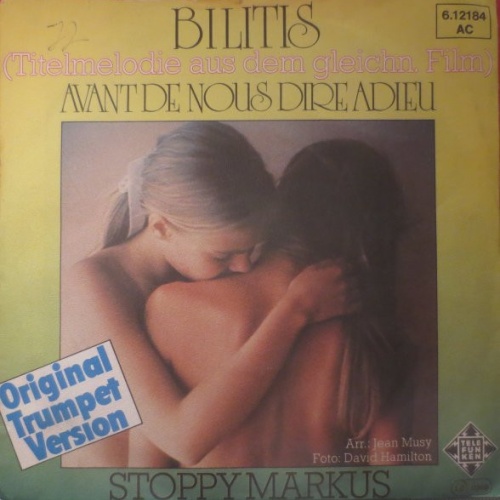 BILITIS
6.12184
AC
(Titelmelodie aus dem gleichn. Film)
AVANT DE NOUS DIRE ADIEU
Original
Trumpet
Version
Arr.: Jean Musy
Foto: David Hamilton
TELE
FUN
KEN
STOPPY MARKUS